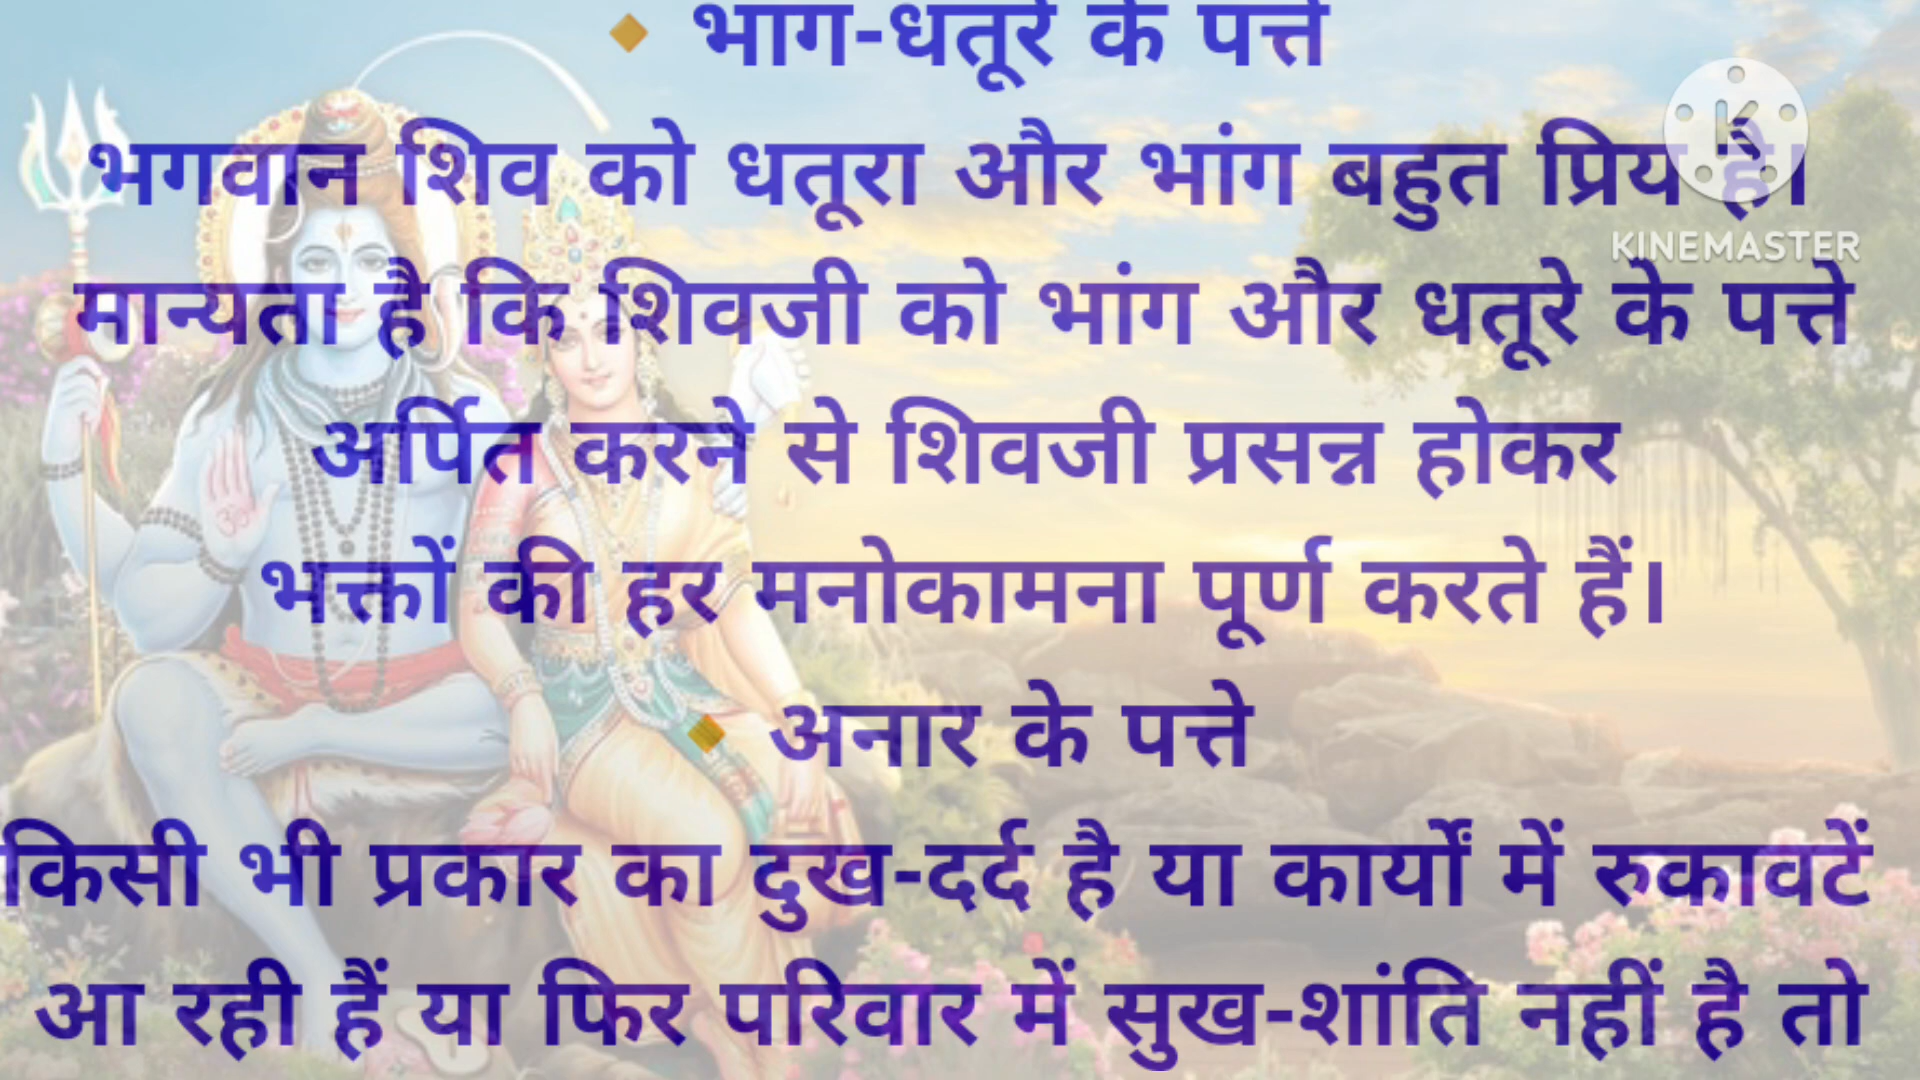 🔸 भाग-धतूरे के पत्ते
भगवान शिव को धतूरा और भांग बहुत प्रिय है।
KINEMASTER
मान्यता है कि शिवजी को भांग और धतूरे के पत्ते
अर्पित करने से शिवजी प्रसन्न होकर
भक्तों की हर मनोकामना पूर्ण करते हैं।
🔸 अनार के पत्ते
किसी भी प्रकार का दुख-दर्द है या कार्यों में रुकावटें
आ रही हैं या फिर परिवार में सुख-शांति नहीं है तो